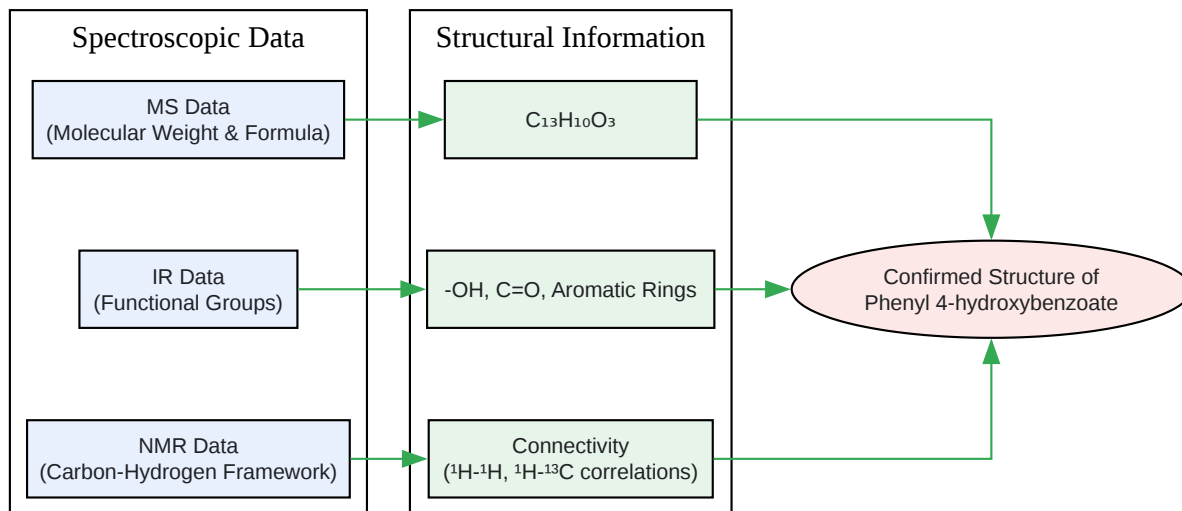 Spectroscopic Data
Structural Information
MS Data
(Molecular Weight & Formula)
C₁₃H₁₀O₃
IR Data
(Functional Groups)
-OH, C=O, Aromatic Rings
Confirmed Structure of
Phenyl 4-hydroxybenzoate
NMR Data
(Carbon-Hydrogen Framework)
Connectivity
(¹H-¹H, ¹H-¹³C correlations)